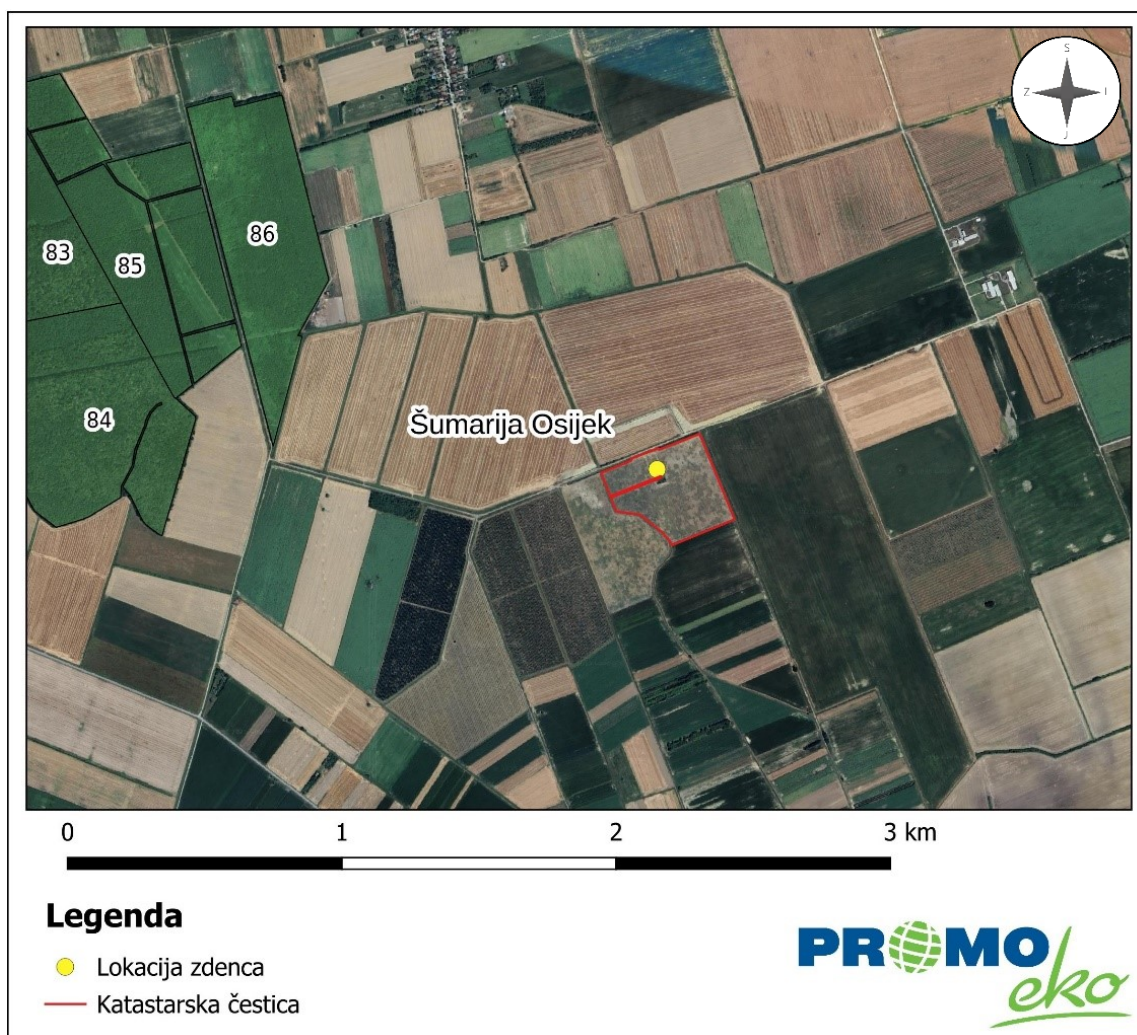 S
Z
I
J
86
83
85
84
Šumarija Osijek
0 1 2 3 km
Legenda
Lokacija zdenca
Katastarska čestica
PROMO
eko